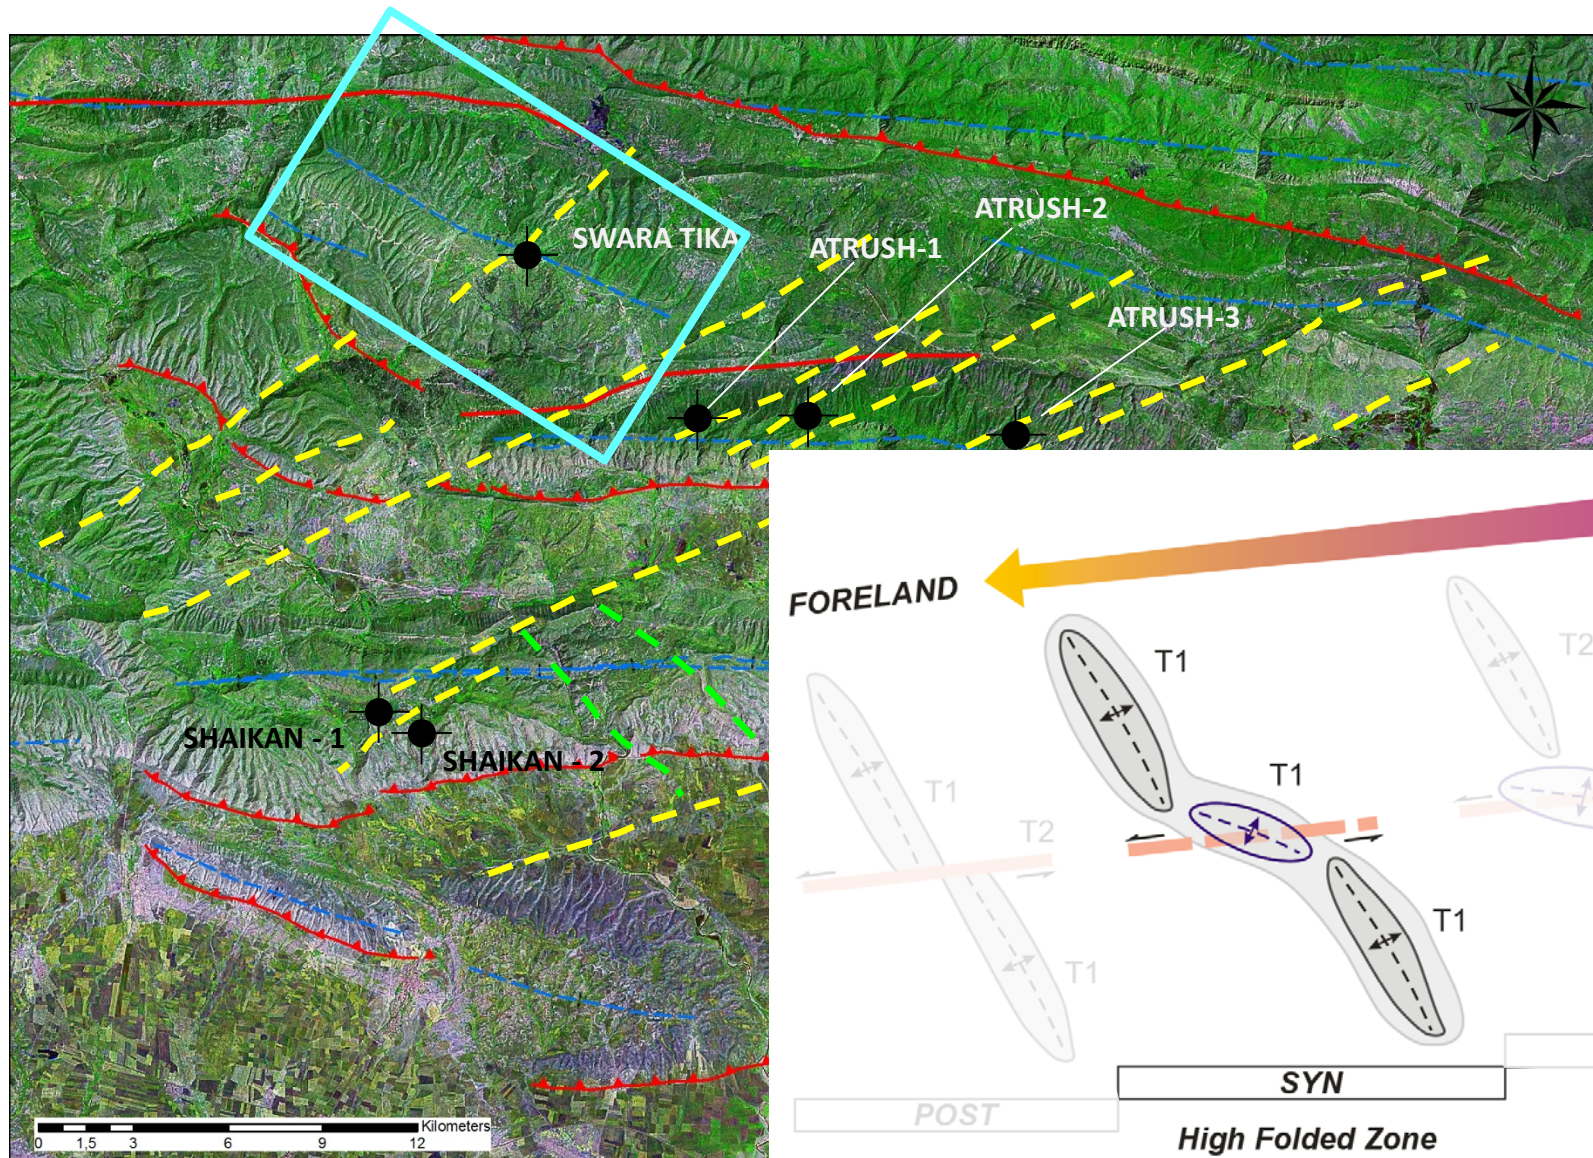 ATRUSH-2
SWARA TIKA
ATRUSH-1
ATRUSH-3
SHAIKAN - 1
SHAIKAN - 2
FORELAND
T1
T2
T1
T1
T2
T1
T1
SYN
POST
High Folded Zone
Kilometers
0 1,5 3 6 9 12